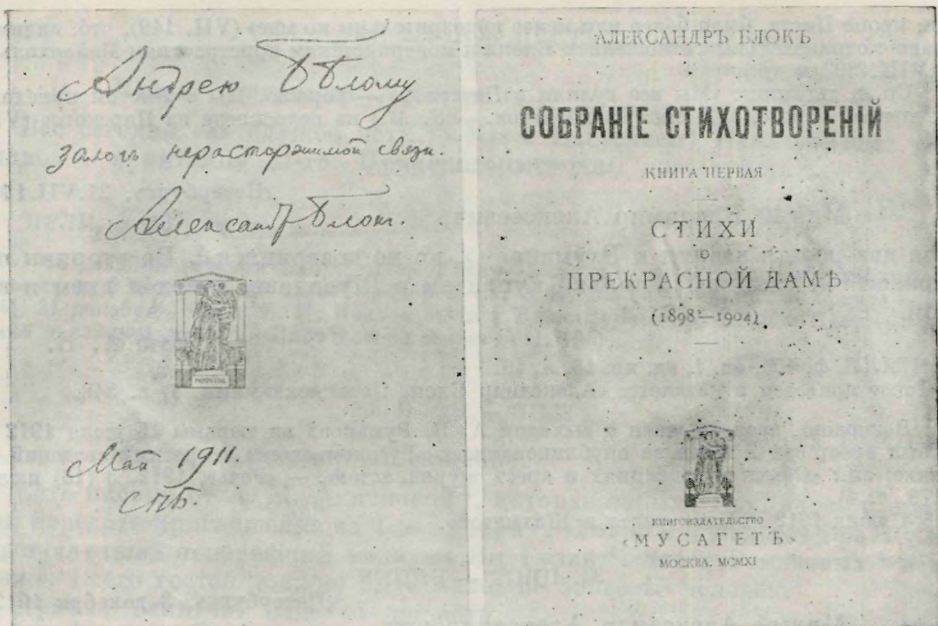 Андрею Бѣлому
залогъ нерасторжимой связи.
Александръ Блокъ.
Май 1911.
СПБ.
АЛЕКСАНДРЪ БЛОКЪ
СОБРАНІЕ СТИХОТВОРЕНІЙ
КНИГА ПЕРВАЯ
СТИХИ
О
ПРЕКРАСНОЙ ДАМѢ
(1898—1904)
КНИГОИЗДАТЕЛЬСТВО
«МУСАГЕТЪ»
МОСКВА. MCMXI